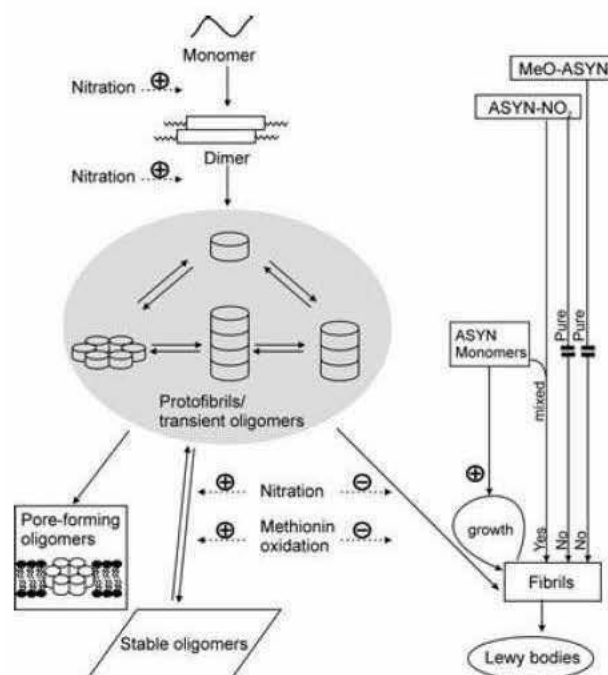 Monomer
Nitration
⊕
Dimer
Nitration
⊕
Protofibrils/
transient oligomers
Pore-forming
oligomers
⊕
Nitration
⊖
⊕
Methionin
oxidation
⊖
Stable oligomers
MeO-ASYN
ASYN-NO2
ASYN
Monomers
mixed
Pure
Pure
⊕
growth
Yes
No
No
Fibrils
Lewy bodies